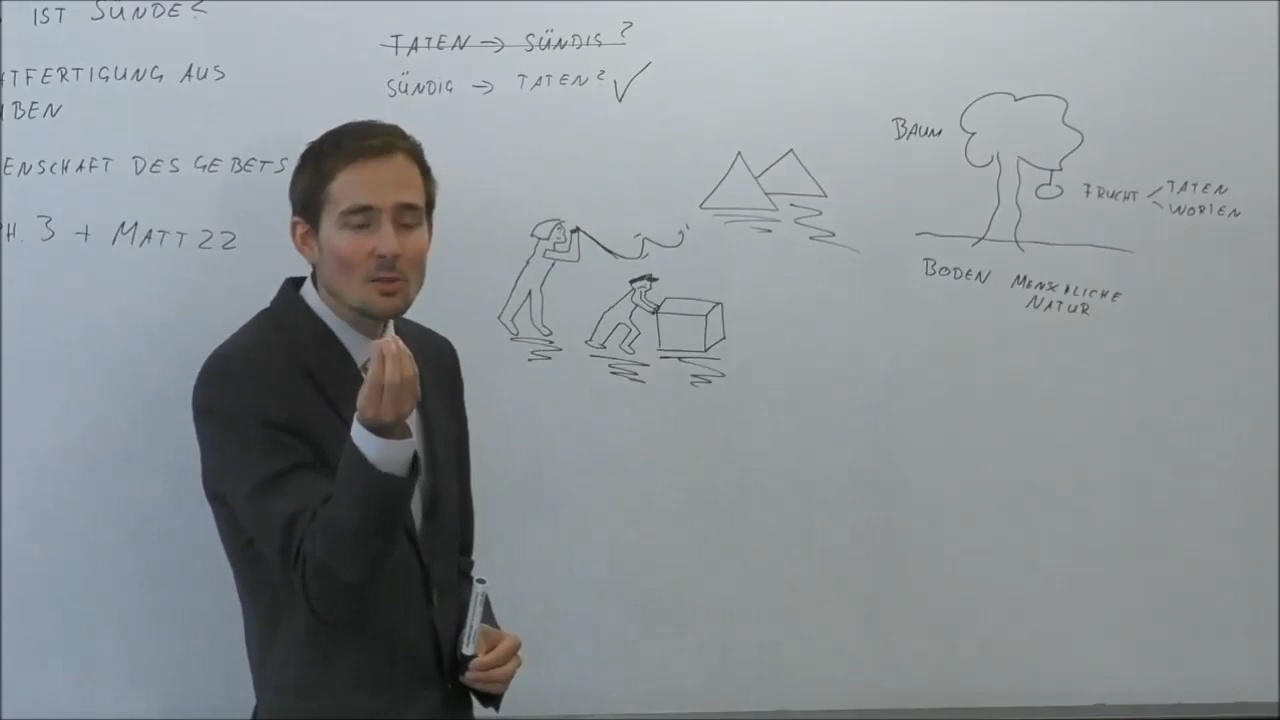 IST SÜNDE?
TFERTIGUNG AUS
BEN
ENSCHAFT DES GEBETS
H. 3 + MATT 22
TATEN → SÜNDIG?
SÜNDIG → TATEN? ✓
BAUM
FRUCHT
TATEN
WORTEN
BODEN MENSCHLICHE
NATUR